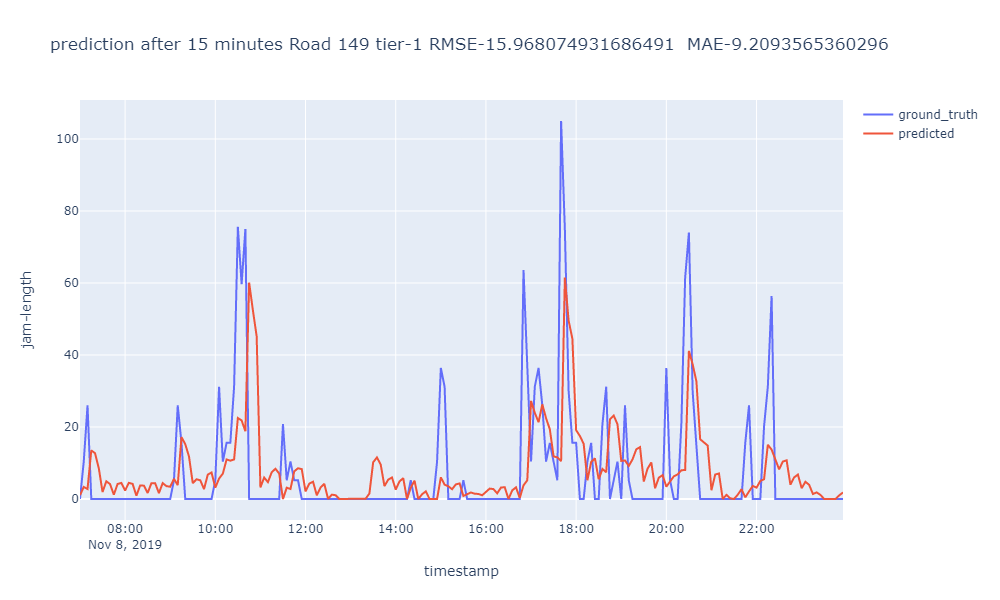 prediction after 15 minutes Road 149 tier-1 RMSE-15.968074931686491  MAE-9.2093565360296
ground_truth
predicted
100
80
60
40
20
0
jam-length
08:00 10:00 12:00 14:00 16:00 18:00 20:00 22:00
Nov 8, 2019
timestamp